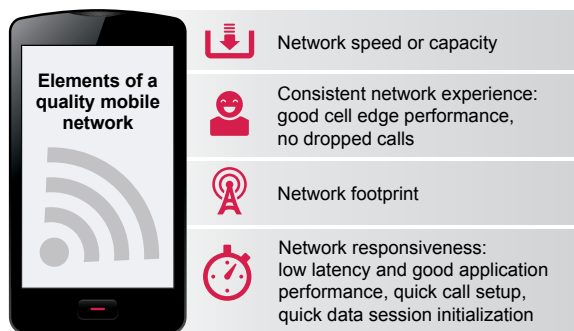 Elements of a
quality mobile
network
Network speed or capacity
Consistent network experience:
good cell edge performance,
no dropped calls
Network footprint
Network responsiveness:
low latency and good application
performance, quick call setup,
quick data session initialization